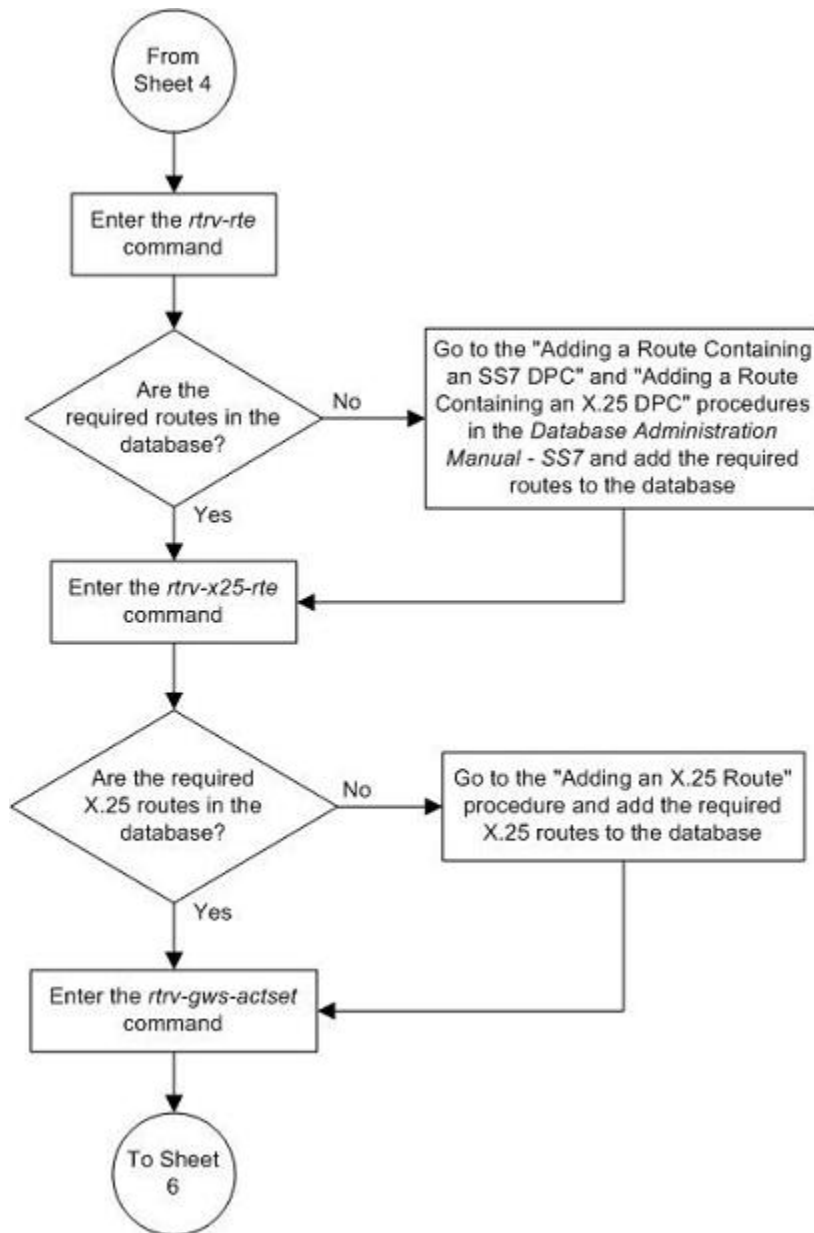 From
Sheet 4
Enter the rtrv-rte
command
Are the
required routes in the
database?
No
Go to the "Adding a Route Containing
an SS7 DPC" and "Adding a Route
Containing an X.25 DPC" procedures
in the Database Administration
Manual - SS7 and add the required
routes to the database
Yes
Enter the rtrv-x25-rte
command
Are the required
X.25 routes in the
database?
No
Go to the "Adding an X.25 Route"
procedure and add the required
X.25 routes to the database
Yes
Enter the rtrv-gws-actset
command
To Sheet
6